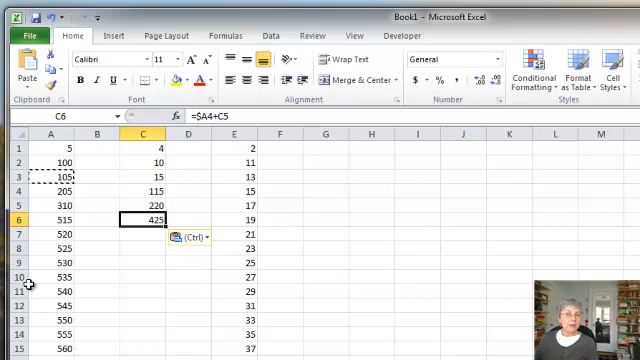 Book1 - Microsoft Excel
File Home Insert Page Layout Formulas Data Review View Developer
Paste Calibri 11 A A Wrap Text General
B I U A Merge & Center $ % , .0 .00 .00 .0 Conditional Formatting Format as Table Cell Styles
Clipboard Font Alignment Number Styles
C6 fx =$A4+C5
A B C D E F G H I J K L M
1 5 4 2
2 100 10 11
3 105 15 13
4 205 115 15
5 310 220 17
6 515 425 19
7 520 (Ctrl) 21
8 525 23
9 530 25
10 535 27
11 540 29
12 545 31
13 550 33
14 555 35
15 560 37